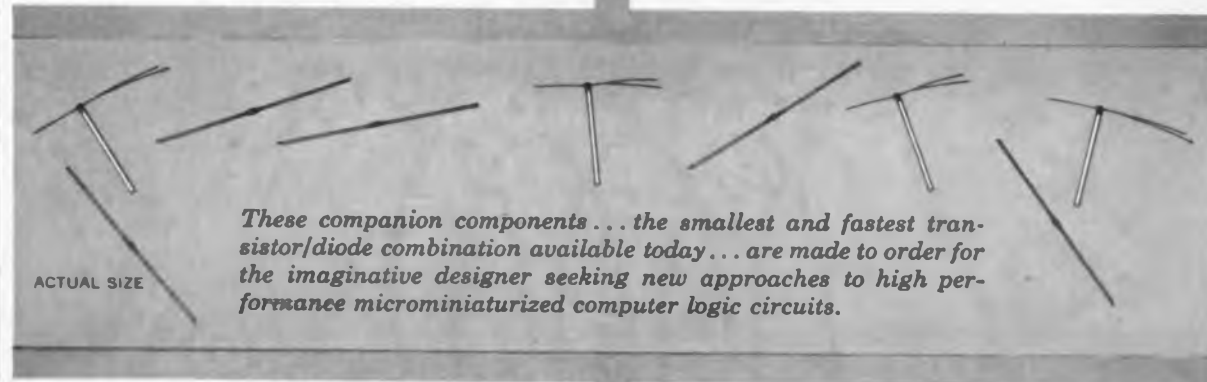 These companion components... the smallest and fastest tran-
sistor/diode combination available today... are made to order for
the imaginative designer seeking new approaches to high per-
formance microminiaturized computer logic circuits.
ACTUAL SIZE